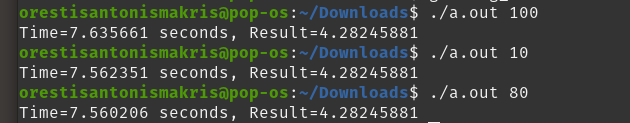 orestisantonismakris@pop-os:~/Downloads$ ./a.out 100
Time=7.635661 seconds, Result=4.28245881
orestisantonismakris@pop-os:~/Downloads$ ./a.out 10
Time=7.562351 seconds, Result=4.28245881
orestisantonismakris@pop-os:~/Downloads$ ./a.out 80
Time=7.560206 seconds, Result=4.28245881